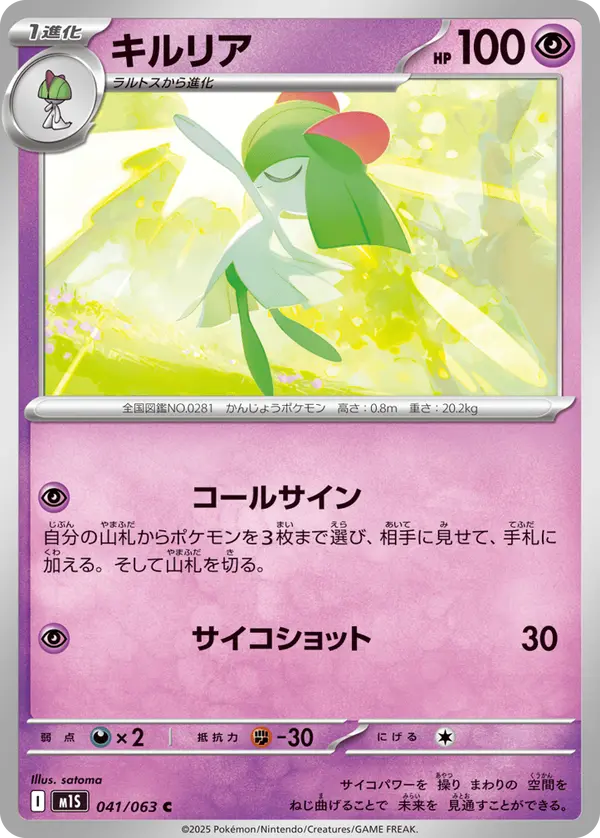 1進化
キルリア
HP 100
ラルトスから進化
全国図鑑NO.0281 かんじょうポケモン 高さ:0.8m 重さ:20.2kg
コールサイン
自分の山札からポケモンを3枚まで選び、相手に見せて、手札に
加える。そして山札を切る。
サイコショット 30
弱点 ×2 抵抗力 -30 にげる
Illus. satoma
I M1S 041/063 C
サイコパワーを 操り まわりの 空間を
ねじ曲げることで 未来を 見通すことができる。
©2025 Pokémon/Nintendo/Creatures/GAME FREAK.